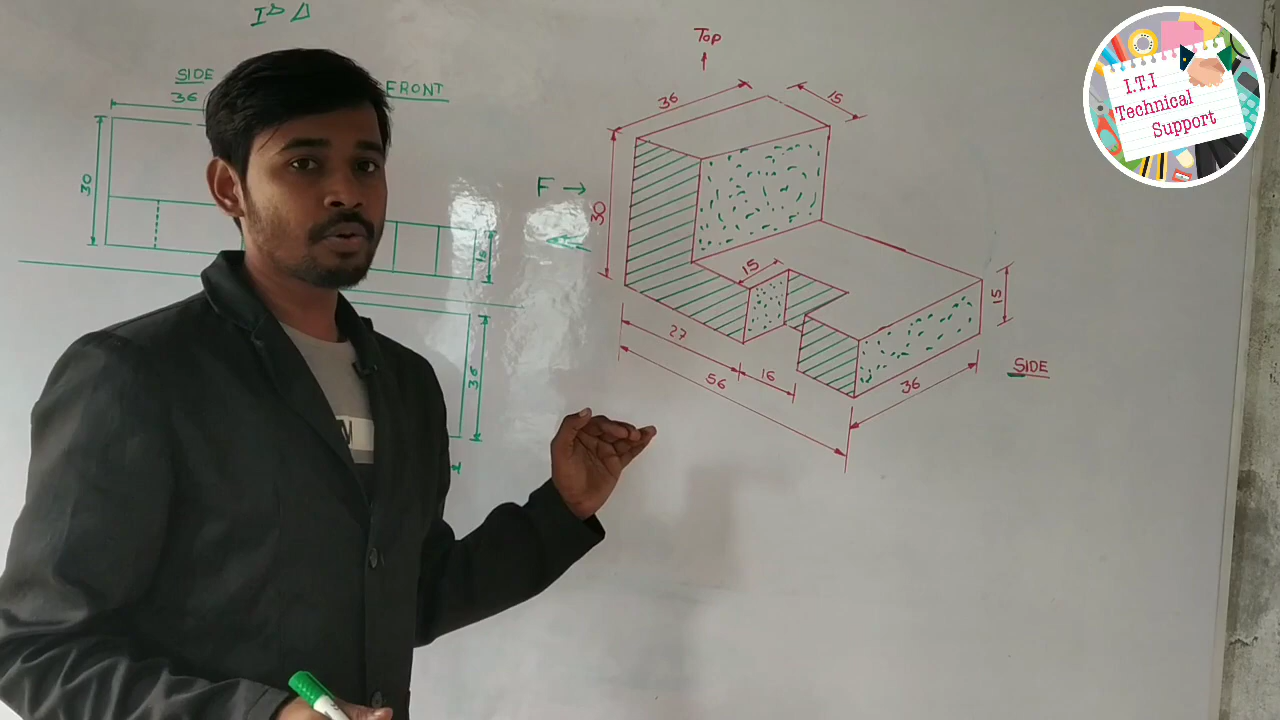 SIDE
36
30
FRONT
15
36
Top
36
15
F →
30
15
27
56
16
15
36
SIDE
I.T.I
Technical
Support